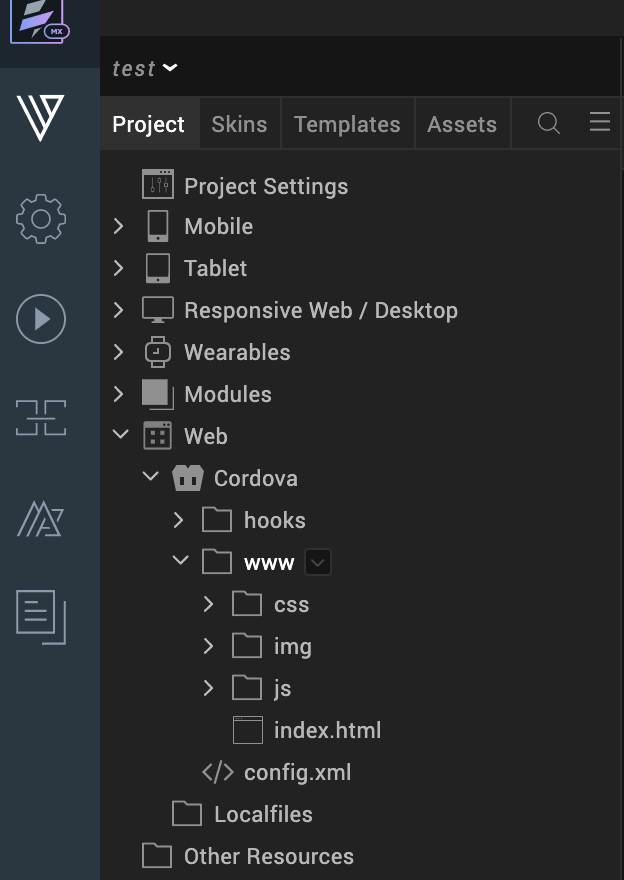 MX
test
Project Skins Templates Assets
Project Settings
Mobile
Tablet
Responsive Web / Desktop
Wearables
Modules
Web
Cordova
hooks
www
css
img
js
index.html
</> config.xml
Localfiles
Other Resources